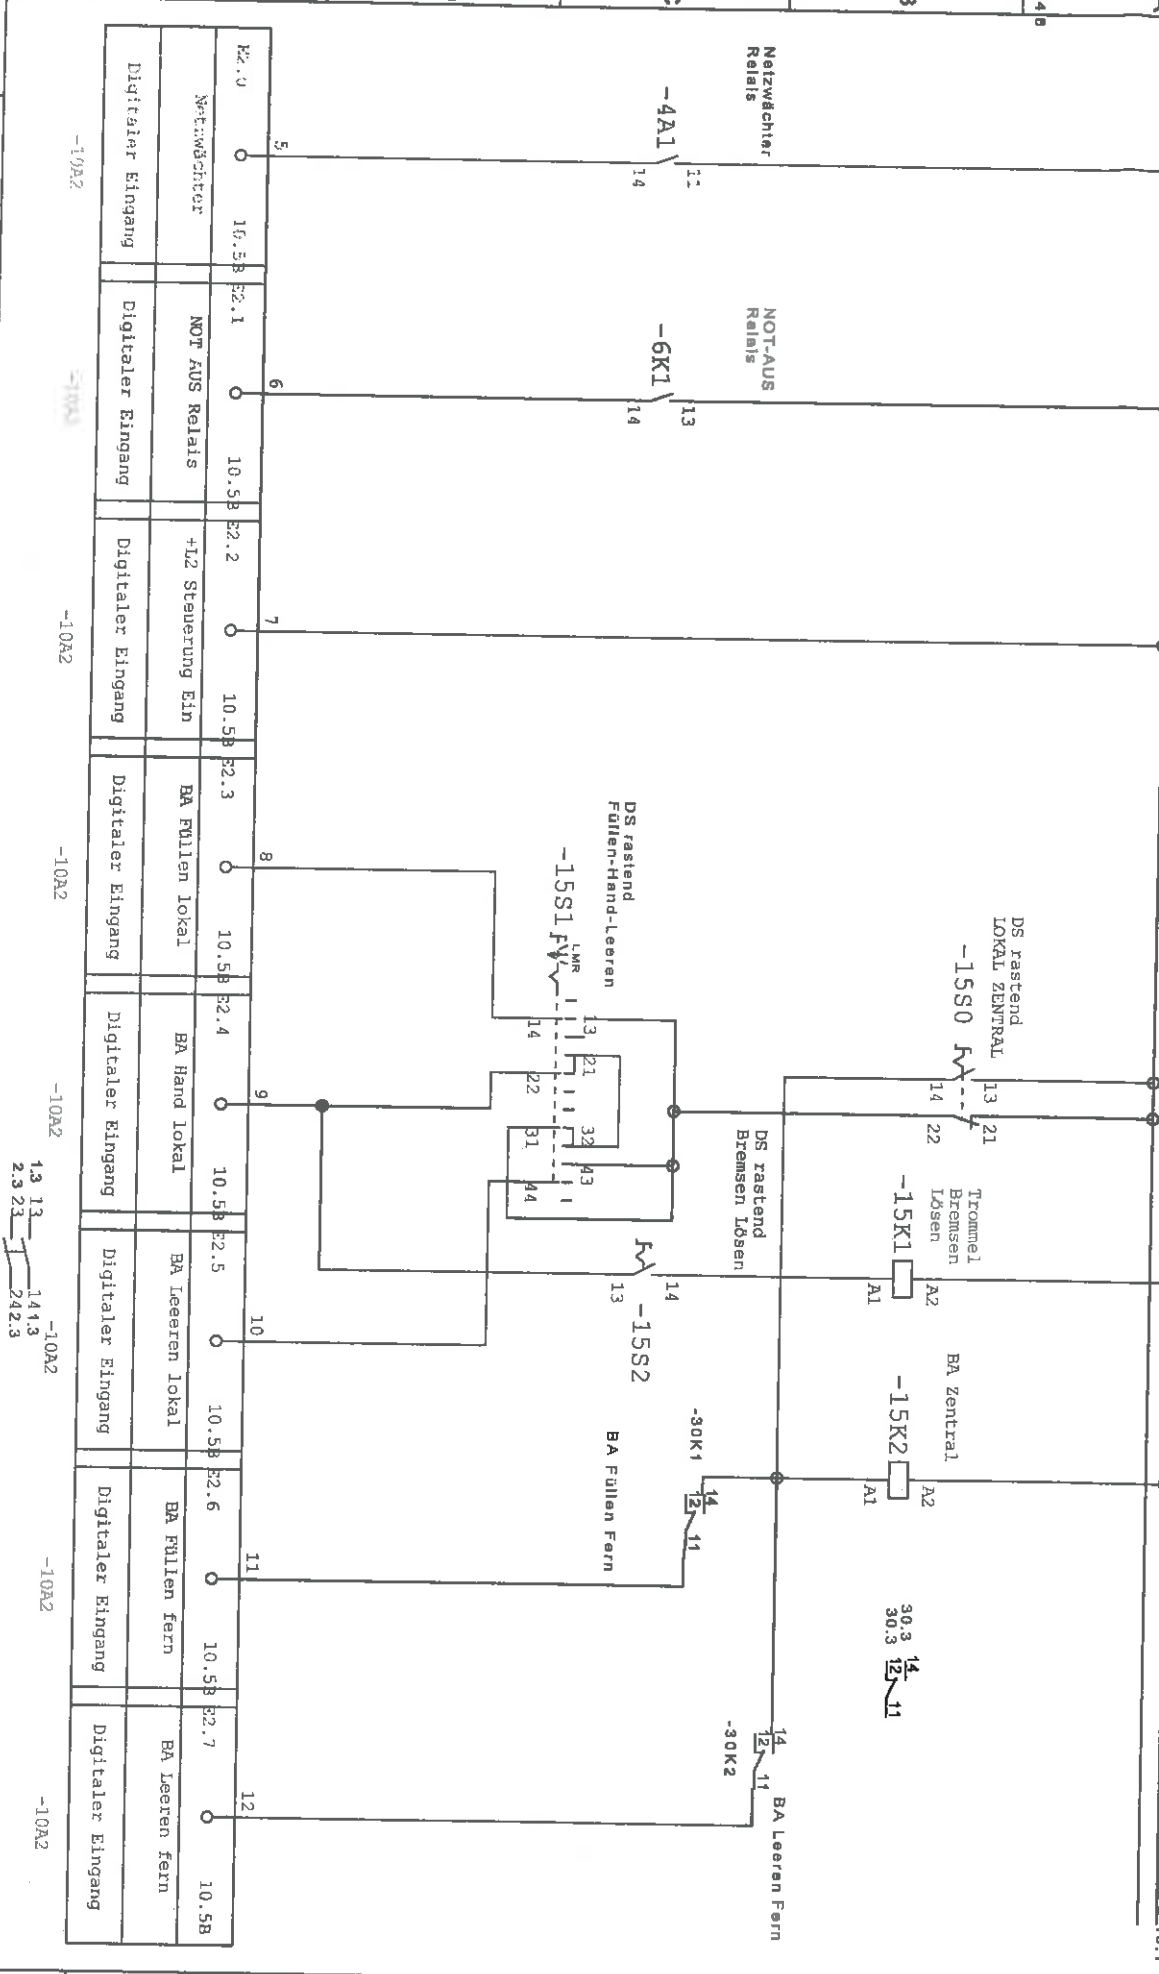 Netzwächter
Relais
-4A1
14
NOT-AUS
Relais
-6K1
13
14
DS rastend
LOKAL ZENTRAL
-15S0
13
14
21
22
DS rastend
Füllen-Hand-Leeren
-15S1
LMR
13
14
21
22
32
31
43
44
DS rastend
Bremsen Lösen
14
13
-15S2
Trommel
Bremsen
Lösen
-15K1
A2
A1
BA Zentral
-15K2
A2
A1
-30K1
14
12
11
BA Füllen Fern
30.3 14
30.3 12 11
-30K2
14
12
11
BA Leeren Fern
5
6
7
8
9
10
11
12
E2.0
10.5B
E2.1
10.5B
E2.2
10.5B
E2.3
10.5B
E2.4
10.5B
E2.5
10.5B
E2.6
10.5B
E2.7
10.5B
Netzwächter
NOT AUS Relais
+L2 Steuerung Ein
BA Füllen lokal
BA Hand lokal
BA Leeeren lokal
BA Füllen fern
BA Leeren fern
Digitaler Eingang
Digitaler Eingang
Digitaler Eingang
Digitaler Eingang
Digitaler Eingang
Digitaler Eingang
Digitaler Eingang
Digitaler Eingang
-10A2
-10A2
-10A2
-10A2
-10A2
-10A2
-10A2
1.3 13 14 1.3
2.3 23 24 2.3